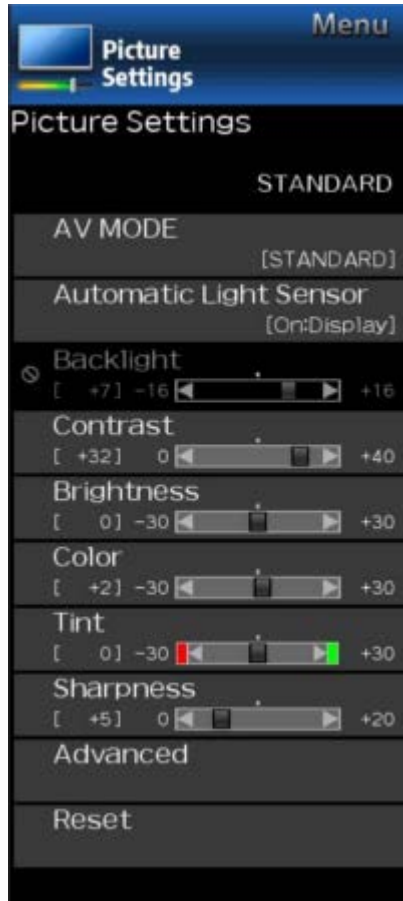 Menu
Picture
Settings
Picture Settings
STANDARD
AV MODE
[STANDARD]
Automatic Light Sensor
[On:Display]
Backlight
[ +7] -16 +16
Contrast
[ +32] 0 +40
Brightness
[ 0] -30 +30
Color
[ +2] -30 +30
Tint
[ 0] -30 +30
Sharpness
[ +5] 0 +20
Advanced
Reset